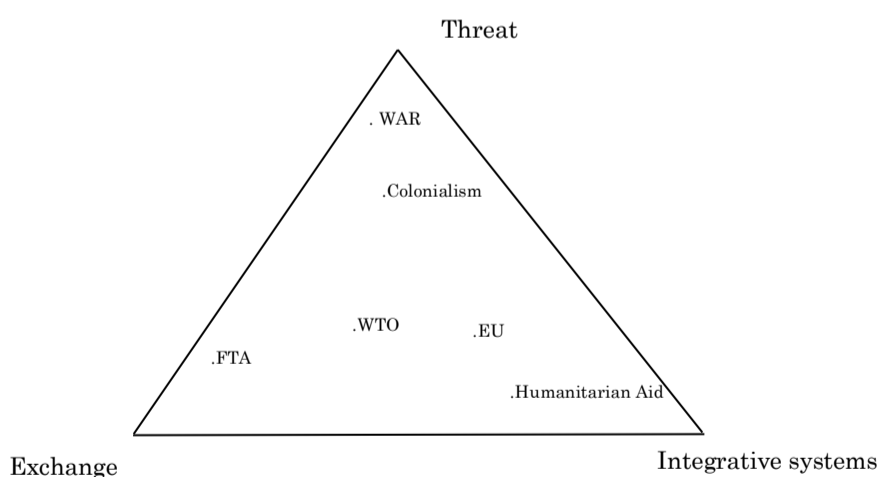 Threat
. WAR
.Colonialism
.WTO
.EU
.FTA
.Humanitarian Aid
Exchange
Integrative systems